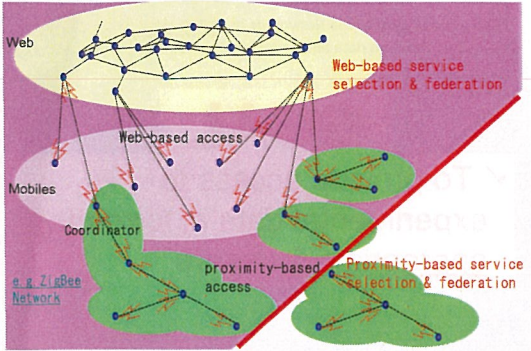 Web
Web-based service
selection & federation
Web-based access
Mobiles
Coordinator
proximity-based
access
Proximity-based service
selection & federation
e.g ZigBee
Network